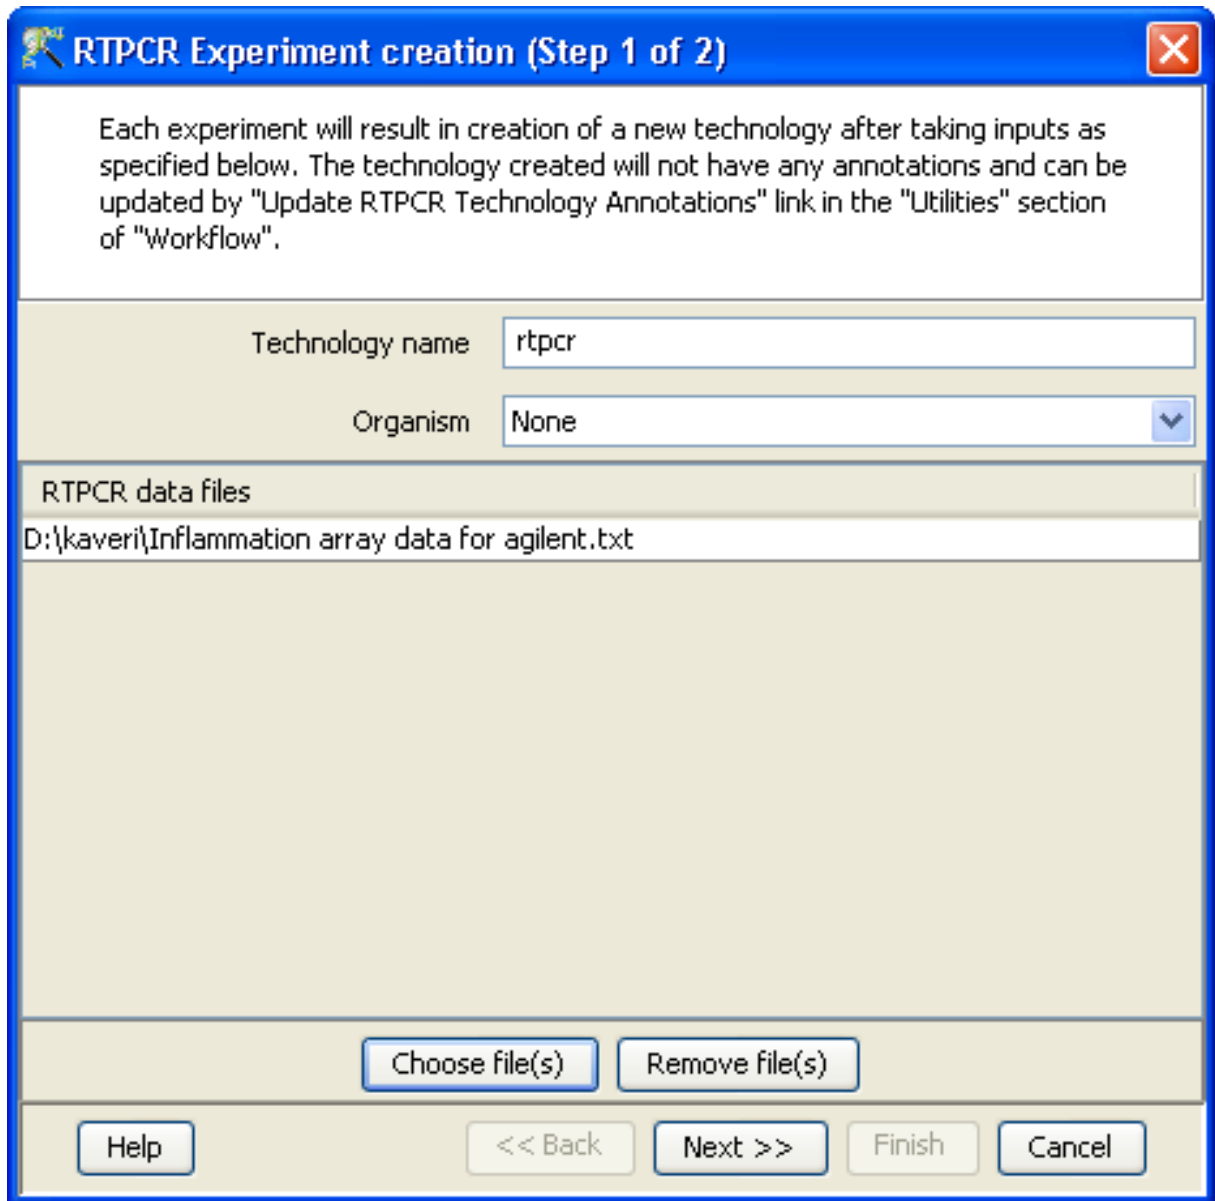 RTPCR Experiment creation (Step 1 of 2)
Each experiment will result in creation of a new technology after taking inputs as
specified below. The technology created will not have any annotations and can be
updated by "Update RTPCR Technology Annotations" link in the "Utilities" section
of "Workflow".
Technology name rtpcr
Organism None
RTPCR data files
D:\kaveri\Inflammation array data for agilent.txt
Choose file(s) Remove file(s)
Help << Back Next >> Finish Cancel